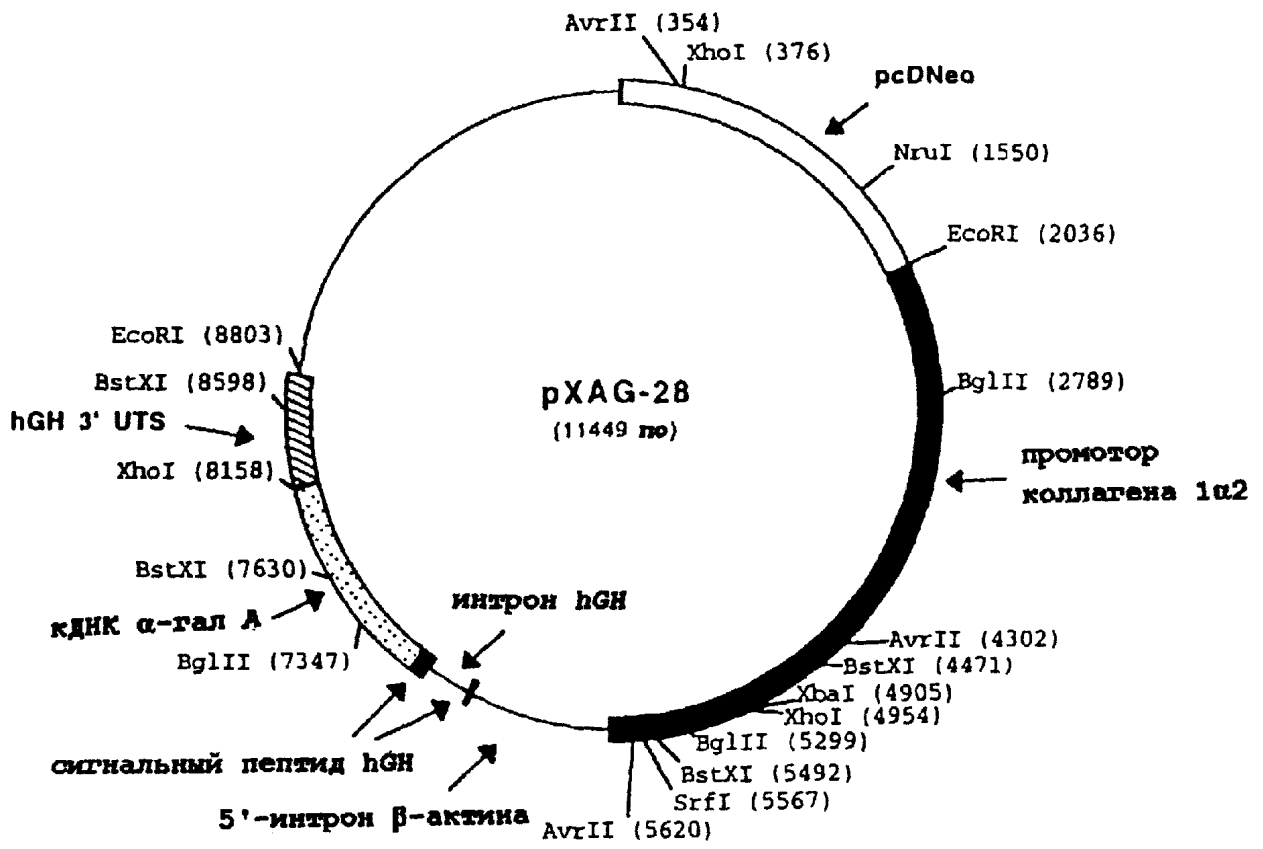 AvrII (354)
XhoI (376)
pcDNeo
NruI (1550)
EcoRI (2036)
BglII (2789)
промотор
коллагена 1α2
AvrII (4302)
BstXI (4471)
XbaI (4905)
XhoI (4954)
BglII (5299)
BstXI (5492)
SrfI (5567)
AvrII (5620)
5'-интрон β-актина
сигнальный пептид hGH
интрон hGH
BglII (7347)
кДНК α-гал A
BstXI (7630)
XhoI (8158)
hGH 3' UTS
BstXI (8598)
EcoRI (8803)
pXAG-28
(11449 по)